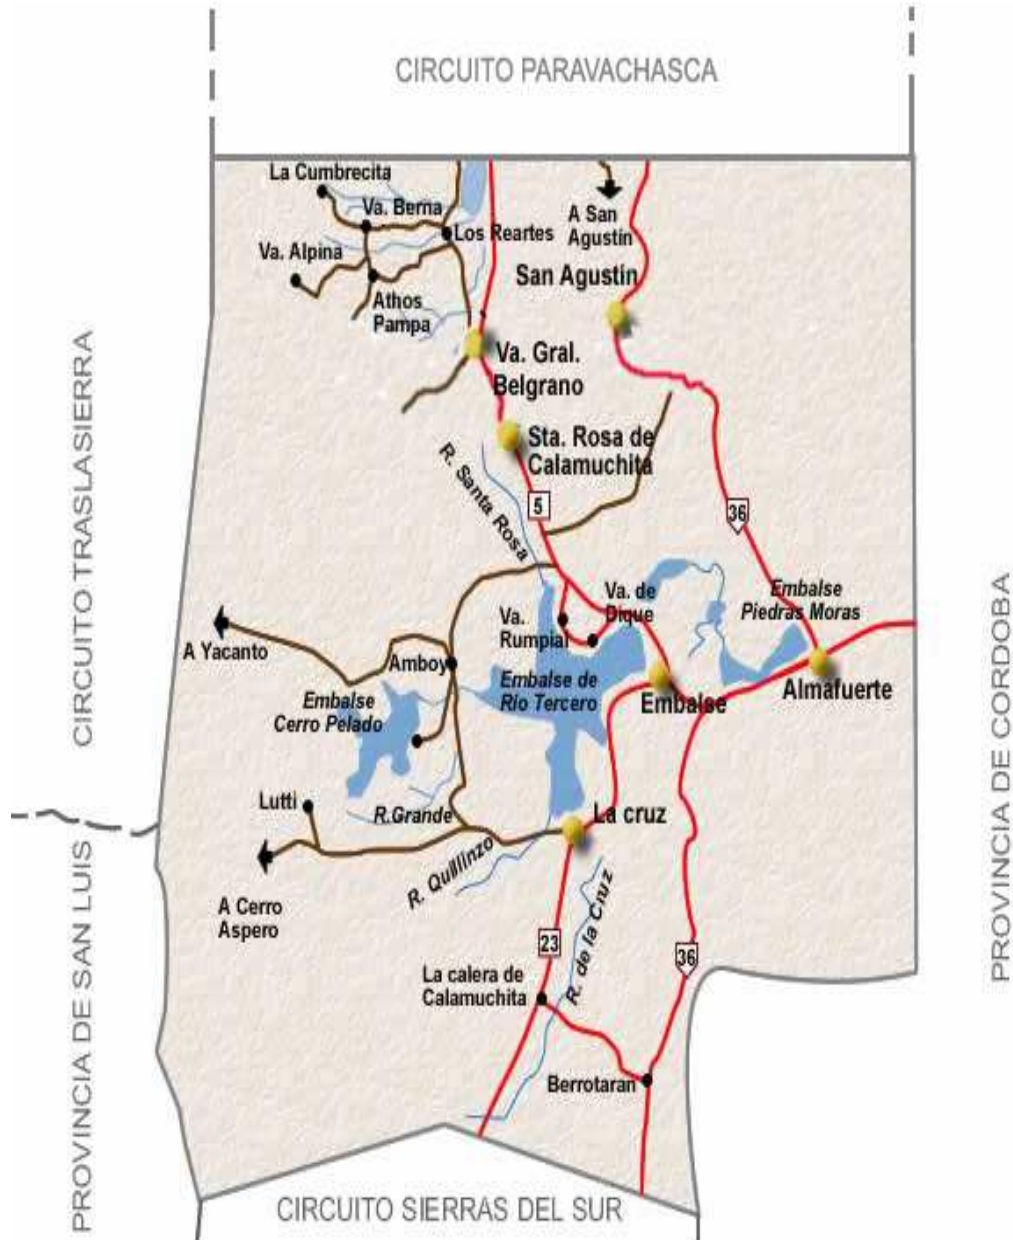 CIRCUITO PARAVACHASCA
La Cumbrecita
Va. Berna
Los Reartes
Va. Alpina
Athos
Pampa
A San
Agustín
San Agustín
Va. Gral.
Belgrano
Sta. Rosa de
Calamuchita
R. Santa Rosa
5
36
Va. de
Dique
Va.
Rumpial
Embalse
Piedras Moras
A Yacanto
Amboy
Embalse de
Río Tercero
Embalse
Almafuerte
Embalse
Cerro Pelado
Lutti
R.Grande
La cruz
R. Quillinzo
A Cerro
Aspero
23
R. de la Cruz
36
La calera de
Calamuchita
Berrotaran
CIRCUITO TRASLASIERRA
PROVINCIA DE SAN LUIS
PROVINCIA DE CORDOBA
CIRCUITO SIERRAS DEL SUR